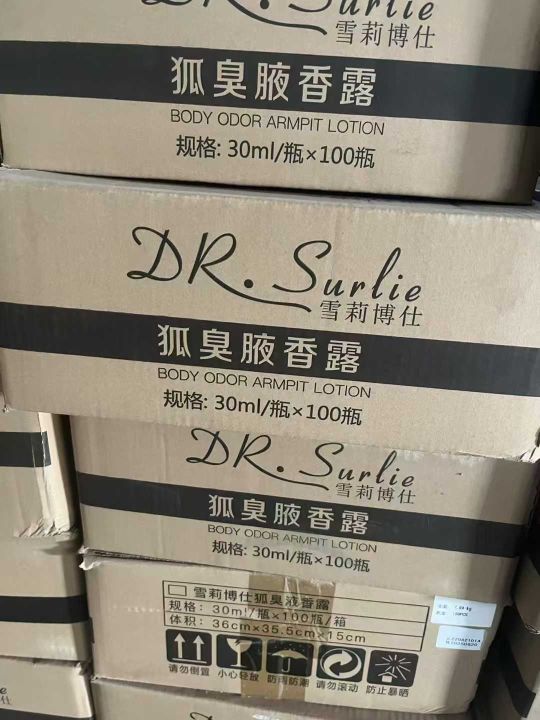 DR. Surlie
雪莉博仕
狐臭腋香露
BODY ODOR ARMPIT LOTION
规格: 30ml/瓶×100瓶
DR. Surlie
雪莉博仕
狐臭腋香露
BODY ODOR ARMPIT LOTION
规格: 30ml/瓶×100瓶
DR. Surlie
雪莉博仕
狐臭腋香露
BODY ODOR ARMPIT LOTION
规格: 30ml/瓶×100瓶
雪莉博仕狐臭液香露
规格: 30ml/瓶×100瓶/箱
体积: 36cm×35.5cm×15cm
请勿倒置 小心轻放 防雨防潮 请勿滚动 防止暴晒
rlie
博仕
ie
仕